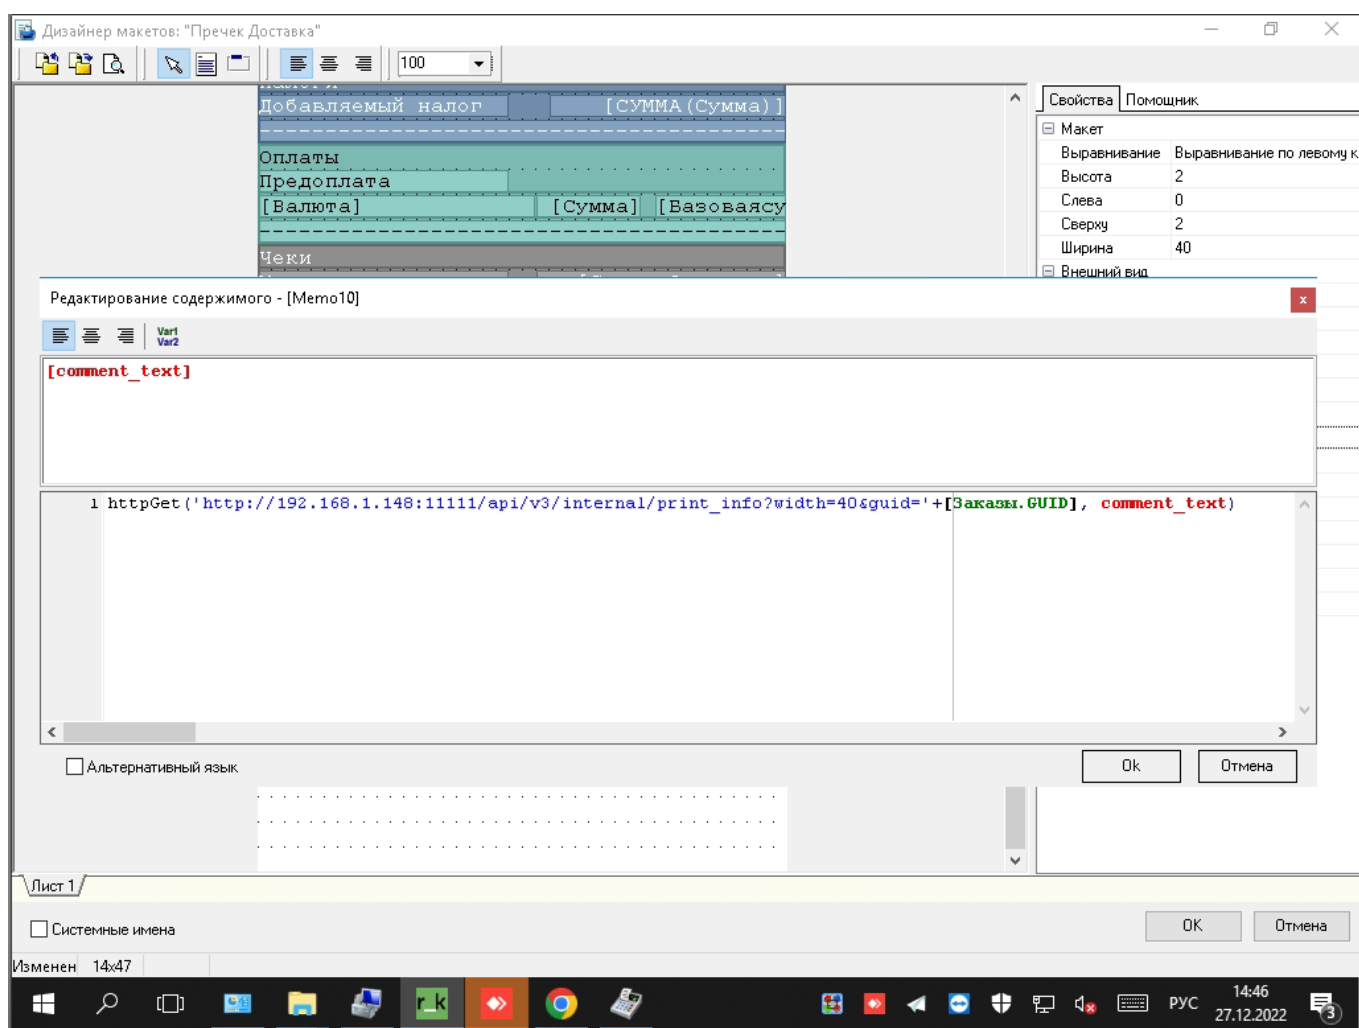 Дизайнер макетов: "Пречек Доставка"
100
Добавляемый налог [СУММА(Сумма)]
Оплаты
Предоплата
[Валюта] [Сумма] [Базоваясу
Чеки
Свойства Помощник
Макет
Выравнивание Выравнивание по левому к
Высота 2
Слева 0
Сверху 2
Ширина 40
Внешний вид
Редактирование содержимого - [Memo10]
Var1
Var2
[comment_text]
1 httpGet('http://192.168.1.148:11111/api/v3/internal/print_info?width=40&guid='+[Заказы.GUID], comment_text)
Альтернативный язык
Ok Отмена
Лист 1
Системные имена
OK Отмена
Изменен 14x47
r_k
РУС
14:46
27.12.2022
3